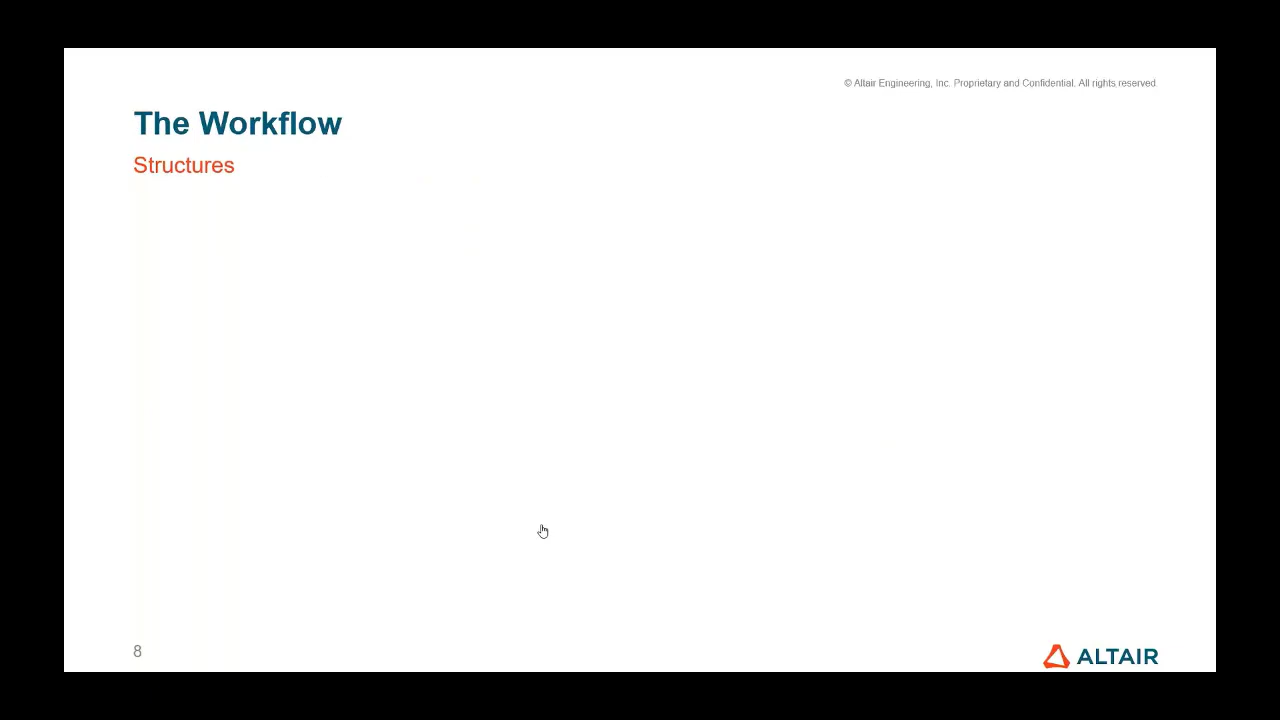 © Altair Engineering, Inc. Proprietary and Confidential. All rights reserved.
The Workflow
Structures
8
ALTAIR